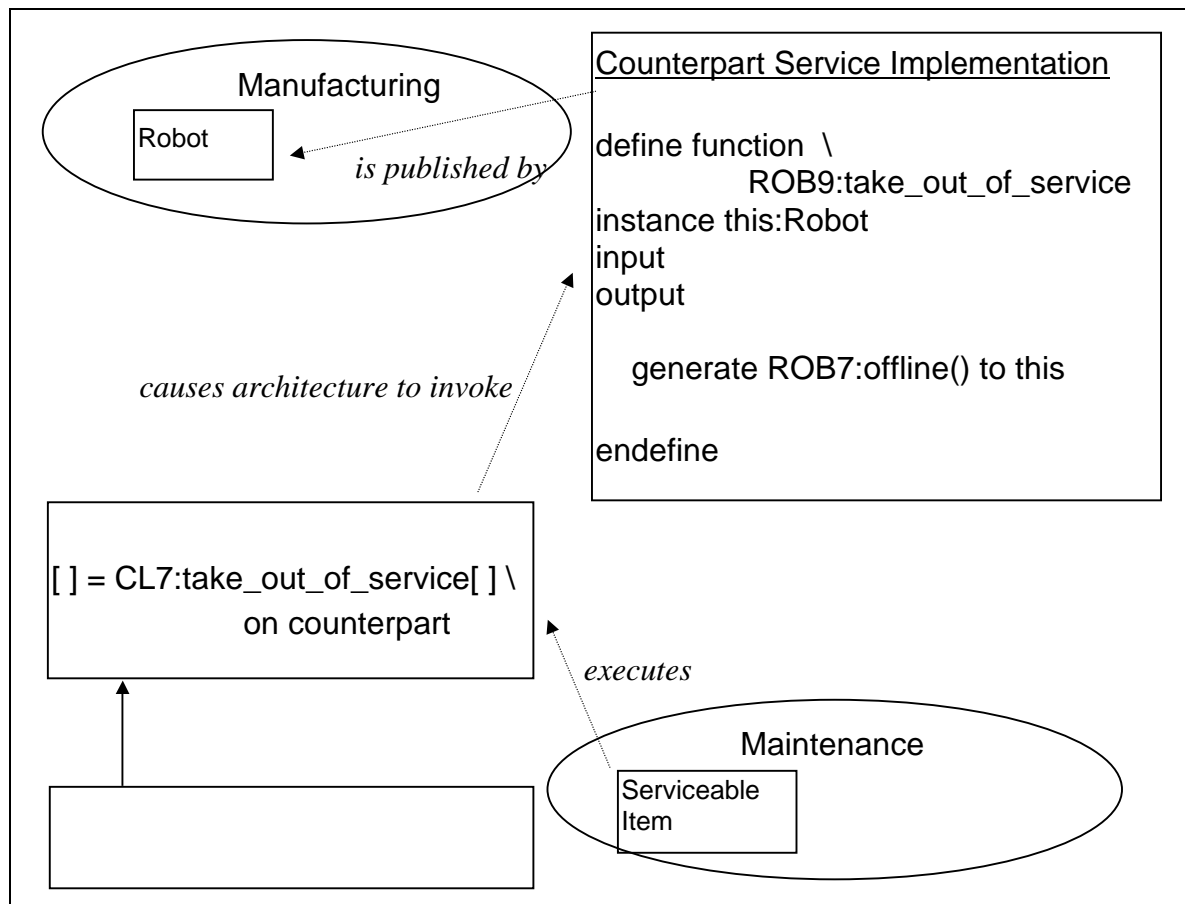 Manufacturing
Robot
is published by
Counterpart Service Implementation
define function \
ROB9:take_out_of_service
instance this:Robot
input
output
generate ROB7:offline() to this
endefine
causes architecture to invoke
[ ] = CL7:take_out_of_service[ ] \
on counterpart
executes
Maintenance
Serviceable
Item